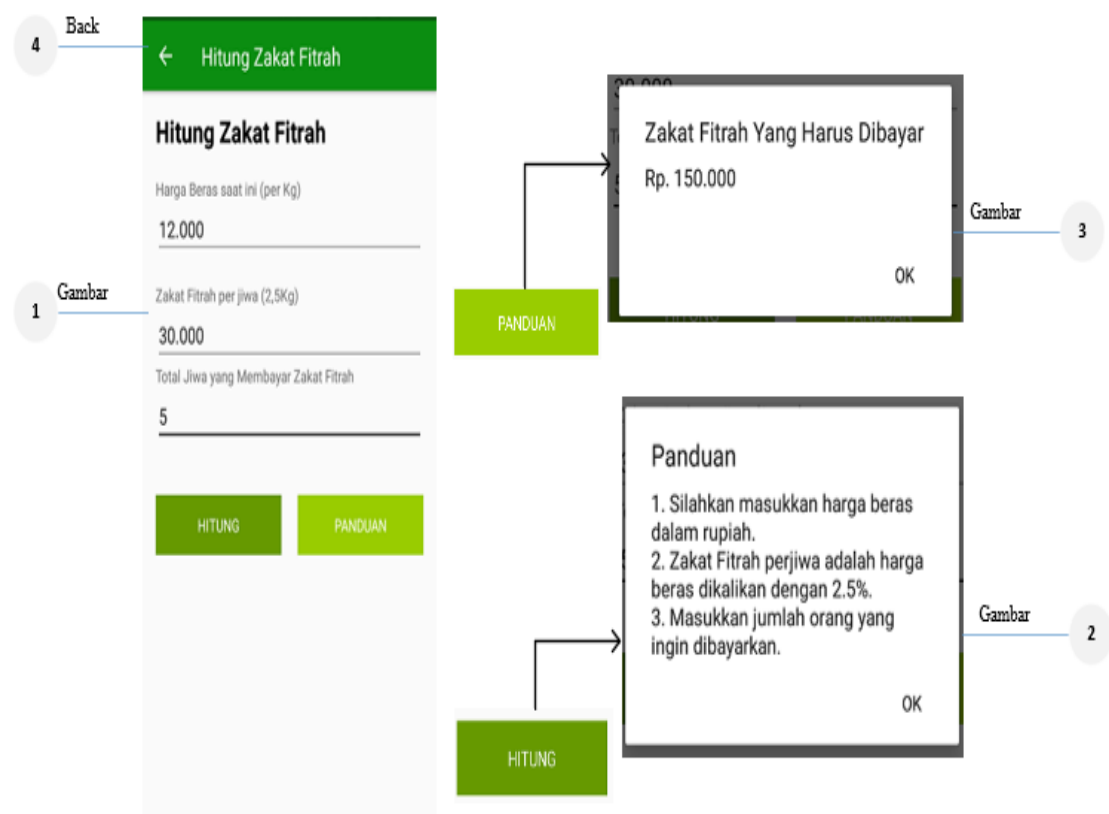 4
Back
Hitung Zakat Fitrah
Hitung Zakat Fitrah
Harga Beras saat ini (per Kg)
12.000
1
Gambar
Zakat Fitrah per jiwa (2,5Kg)
30.000
Total Jiwa yang Membayar Zakat Fitrah
5
HITUNG
PANDUAN
PANDUAN
30.000
Zakat Fitrah Yang Harus Dibayar
Rp. 150.000
OK
HITUNG
PANDUAN
Gambar
3
HITUNG
Panduan
1. Silahkan masukkan harga beras
dalam rupiah.
2. Zakat Fitrah perjiwa adalah harga
beras dikalikan dengan 2.5%.
3. Masukkan jumlah orang yang
ingin dibayarkan.
OK
Gambar
2